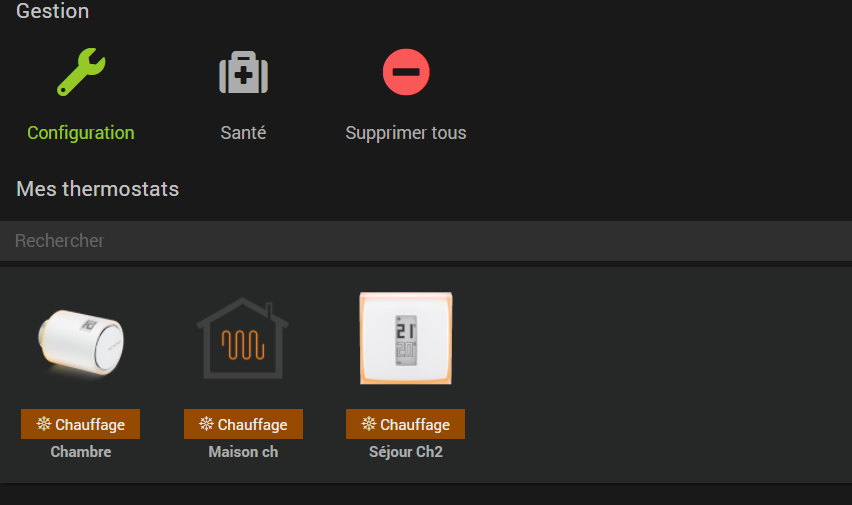 Gestion
Configuration
Santé
Supprimer tous
Mes thermostats
Rechercher
21
Chauffage
Chauffage
Chauffage
Chambre
Maison ch
Séjour Ch2